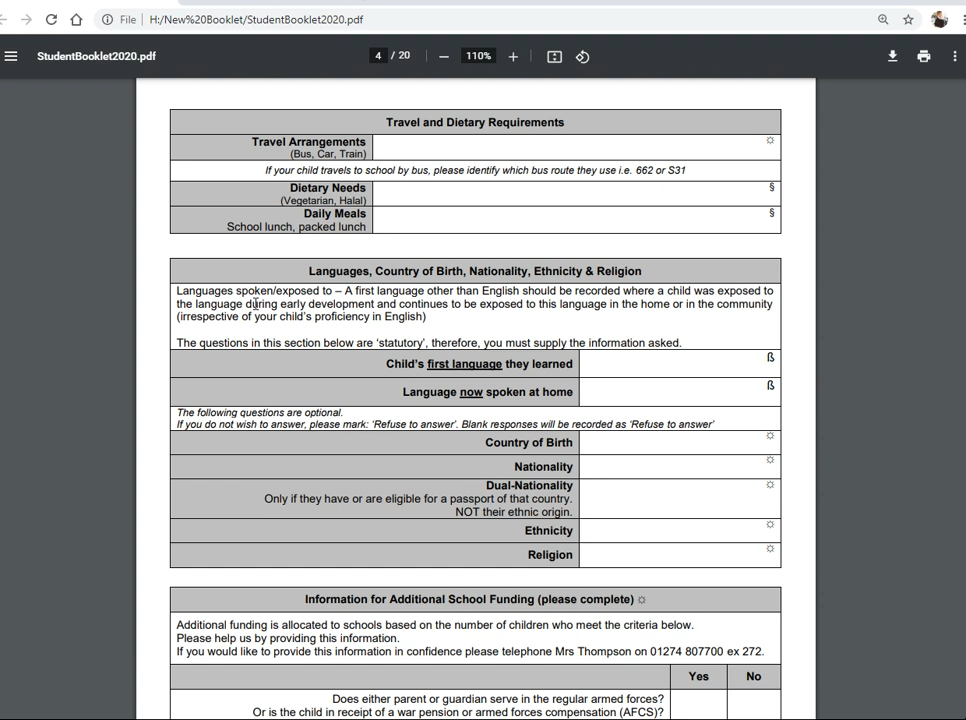 File H:/New%20Booklet/StudentBooklet2020.pdf
StudentBooklet2020.pdf 4 / 20 − 110% +
Travel and Dietary Requirements
Travel Arrangements ☼
(Bus, Car, Train)
If your child travels to school by bus, please identify which bus route they use i.e. 662 or S31
Dietary Needs §
(Vegetarian, Halal)
Daily Meals §
School lunch, packed lunch
Languages, Country of Birth, Nationality, Ethnicity & Religion
Languages spoken/exposed to – A first language other than English should be recorded where a child was exposed to
the language during early development and continues to be exposed to this language in the home or in the community
(irrespective of your child's proficiency in English)
The questions in this section below are 'statutory', therefore, you must supply the information asked.
Child's first language they learned ß
Language now spoken at home ß
The following questions are optional.
If you do not wish to answer, please mark: 'Refuse to answer'. Blank responses will be recorded as 'Refuse to answer'
Country of Birth ☼
Nationality ☼
Dual-Nationality ☼
Only if they have or are eligible for a passport of that country.
NOT their ethnic origin.
Ethnicity ☼
Religion ☼
Information for Additional School Funding (please complete) ☼
Additional funding is allocated to schools based on the number of children who meet the criteria below.
Please help us by providing this information.
If you would like to provide this information in confidence please telephone Mrs Thompson on 01274 807700 ex 272.
Yes No
Does either parent or guardian serve in the regular armed forces?
Or is the child in receipt of a war pension or armed forces compensation (AFCS)?